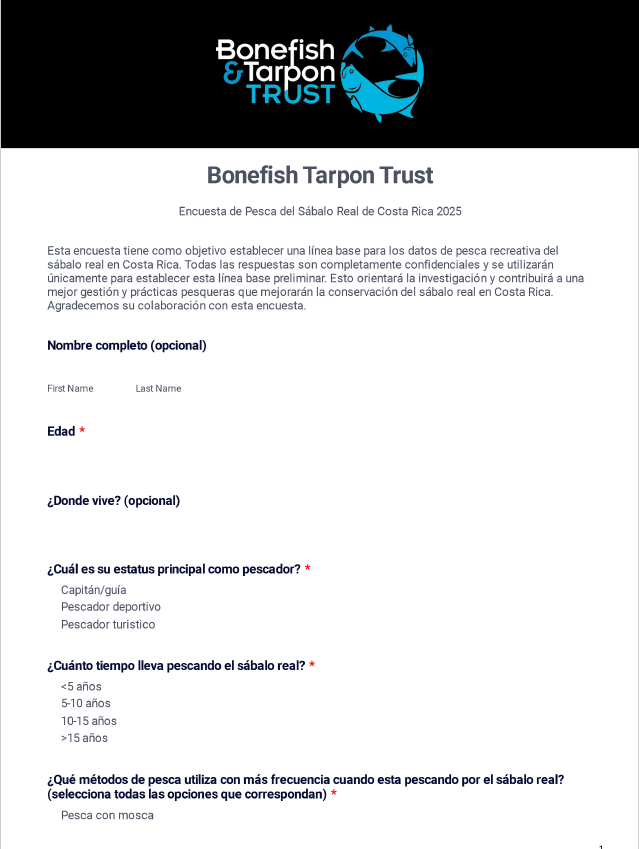 Bonefish
& Tarpon
TRUST
Bonefish Tarpon Trust
Encuesta de Pesca del Sábalo Real de Costa Rica 2025
Esta encuesta tiene como objetivo establecer una línea base para los datos de pesca recreativa del
sábalo real en Costa Rica. Todas las respuestas son completamente confidenciales y se utilizarán
únicamente para establecer esta línea base preliminar. Esto orientará la investigación y contribuirá a una
mejor gestión y prácticas pesqueras que mejorarán la conservación del sábalo real en Costa Rica.
Agradecemos su colaboración con esta encuesta.
Nombre completo (opcional)
First Name Last Name
Edad *
¿Donde vive? (opcional)
¿Cuál es su estatus principal como pescador? *
Capitán/guía
Pescador deportivo
Pescador turistico
¿Cuánto tiempo lleva pescando el sábalo real? *
<5 años
5-10 años
10-15 años
>15 años
¿Qué métodos de pesca utiliza con más frecuencia cuando esta pescando por el sábalo real?
(selecciona todas las opciones que correspondan) *
Pesca con mosca
1